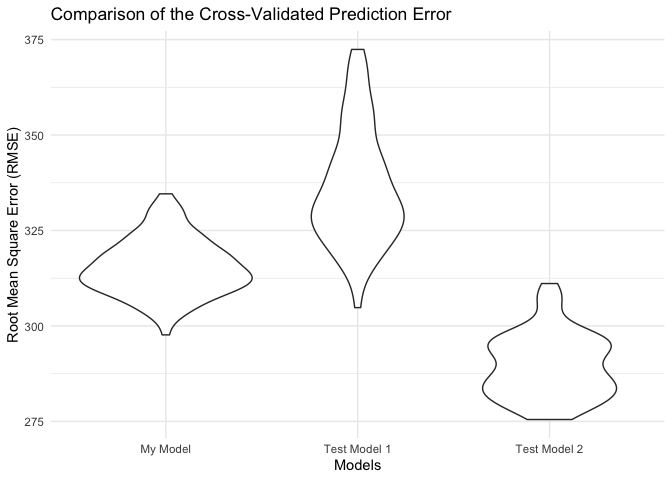 Comparison of the Cross-Validated Prediction Error
Root Mean Square Error (RMSE)
375
350
325
300
275
My Model
Test Model 1
Test Model 2
Models